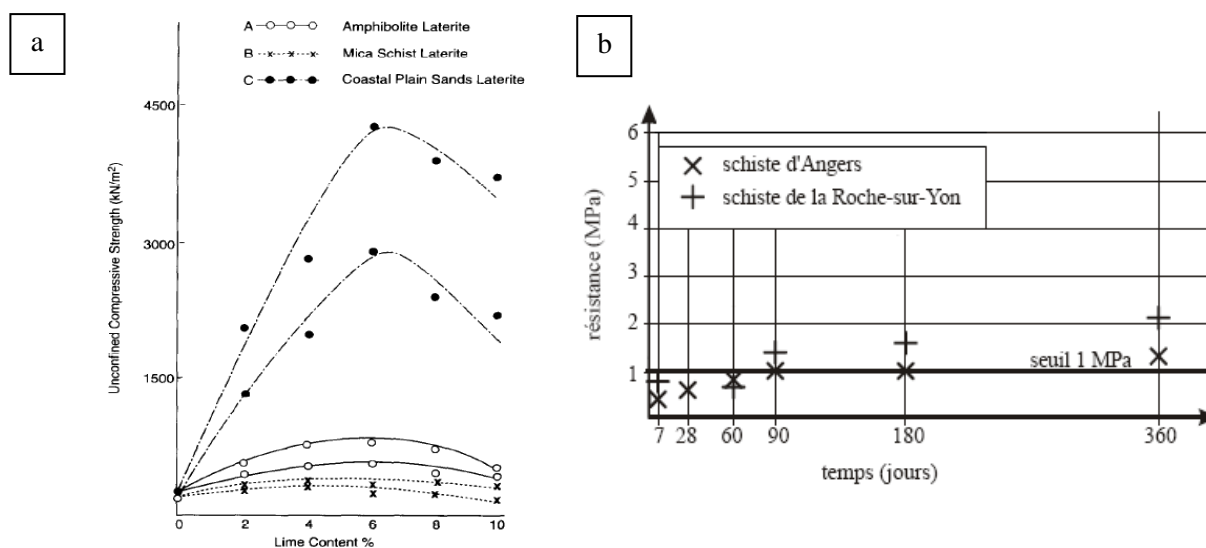 a
A Amphibolite Laterite
B Mica Schist Laterite
C Coastal Plain Sands Laterite
Unconfined Compressive Strength (kN/m²)
4500
3000
1500
0 2 4 6 8 10
Lime Content %
b
résistance (MPa)
6
5
4
3
2
1
schiste d'Angers
schiste de la Roche-sur-Yon
seuil 1 MPa
7 28 60 90 180 360
temps (jours)